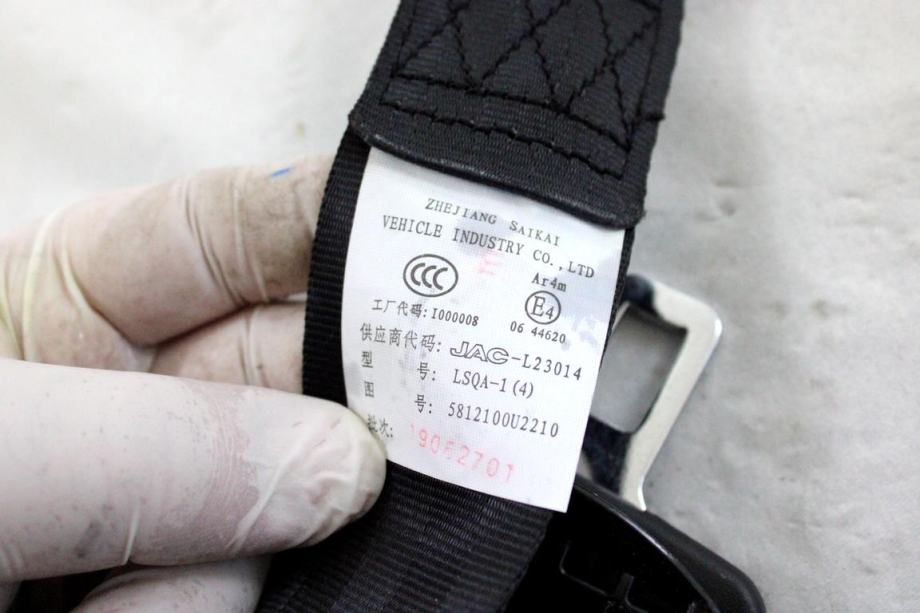 ZHEJIANG SAIKAI
VEHICLE INDUSTRY CO.,LTD
CCC
Ar4m
E4
工厂代码:I000008
06 44620
供应商代码: JAC-L23014
型 号: LSQA-1(4)
图 号: 5812100U2210
批次: 19062701